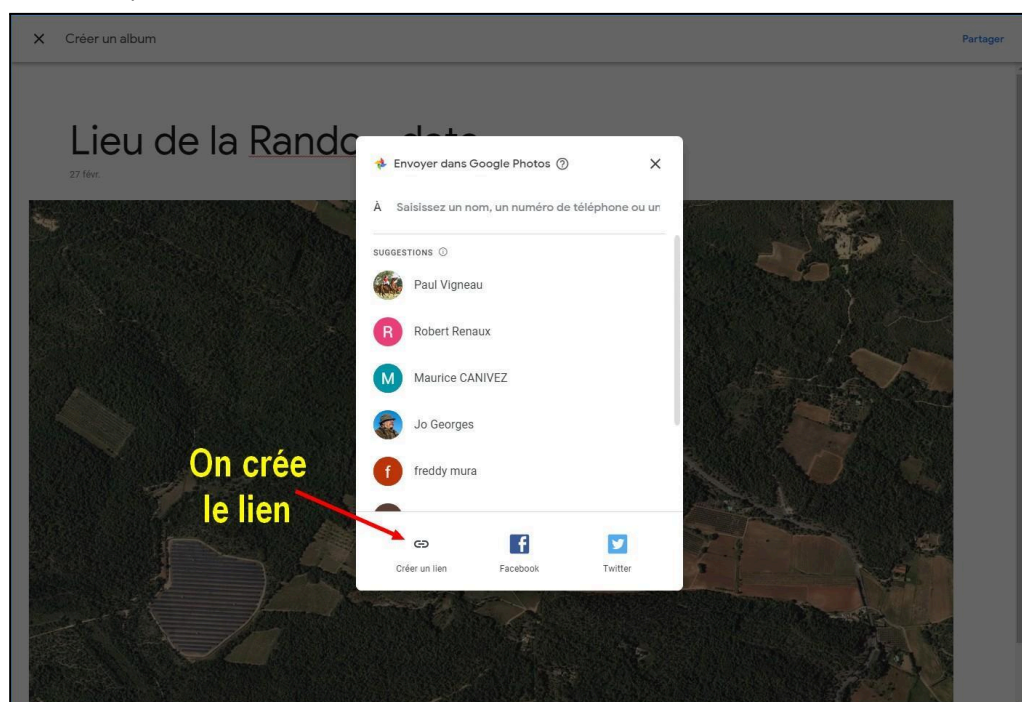 Créer un album
Partager
Lieu de la Rando
27 févr.
Envoyer dans Google Photos
À Saisissez un nom, un numéro de téléphone ou un
SUGGESTIONS
Paul Vigneau
R Robert Renaux
M Maurice CANIVEZ
Jo Georges
f freddy mura
On crée
le lien
Créer un lien Facebook Twitter